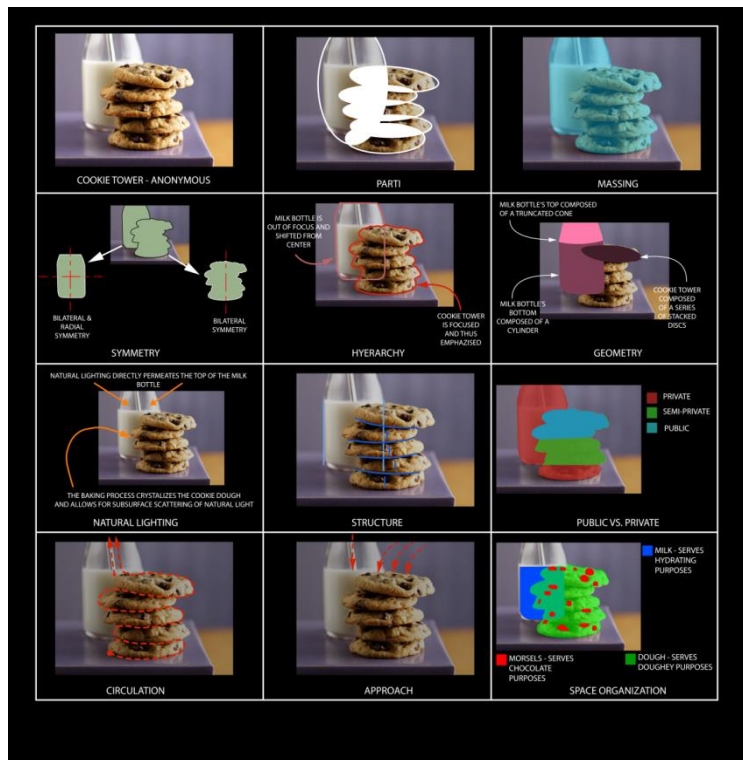 COOKIE TOWER - ANONYMOUS
PARTI
MASSING
BILATERAL &
RADIAL
SYMMETRY
BILATERAL
SYMMETRY
SYMMETRY
MILK BOTTLE IS
OUT OF FOCUS AND
SHIFTED FROM
CENTER
COOKIE TOWER
IS FOCUSED
AND THUS
EMPHAZISED
HYERARCHY
MILK BOTTLE'S TOP COMPOSED
OF A TRUNCATED CONE
MILK BOTTLE'S
BOTTOM
COMPOSED OF A
CYLINDER
COOKIE TOWER
COMPOSED
OF A SERIES
OF STACKED
DISCS
GEOMETRY
NATURAL LIGHTING DIRECTLY PERMEATES THE TOP OF THE MILK
BOTTLE
THE BAKING PROCESS CRYSTALIZES THE COOKIE DOUGH
AND ALLOWS FOR SUBSURFACE SCATTERING OF NATURAL LIGHT
NATURAL LIGHTING
STRUCTURE
PRIVATE
SEMI-PRIVATE
PUBLIC
PUBLIC VS. PRIVATE
CIRCULATION
APPROACH
MILK - SERVES
HYDRATING
PURPOSES
MORSELS - SERVES
CHOCOLATE
PURPOSES
DOUGH - SERVES
DOUGHEY PURPOSES
SPACE ORGANIZATION